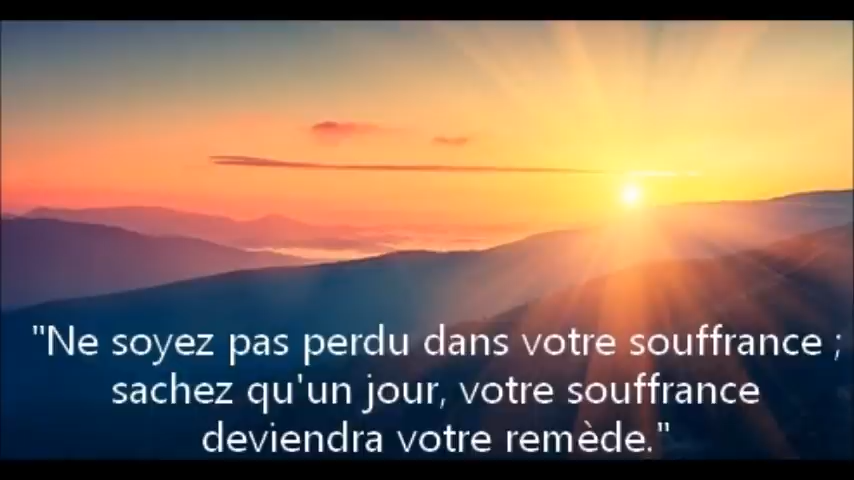 "Ne soyez pas perdu dans votre souffrance ;
sachez qu'un jour, votre souffrance
deviendra votre remède."